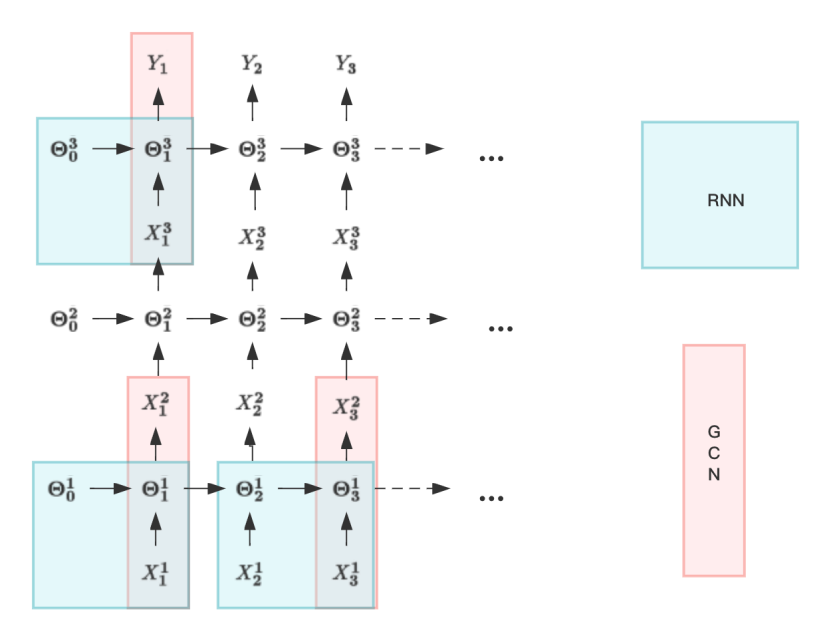 Y₁ Y₂ Y₃
Θ₀³ Θ₁³ Θ₂³ Θ₃³ ...
RNN
X₁³ X₂³ X₃³
Θ₀² Θ₁² Θ₂² Θ₃² ...
X₁² X₂² X₃²
G
C
N
Θ₀¹ Θ₁¹ Θ₂¹ Θ₃¹ ...
X₁¹ X₂¹ X₃¹